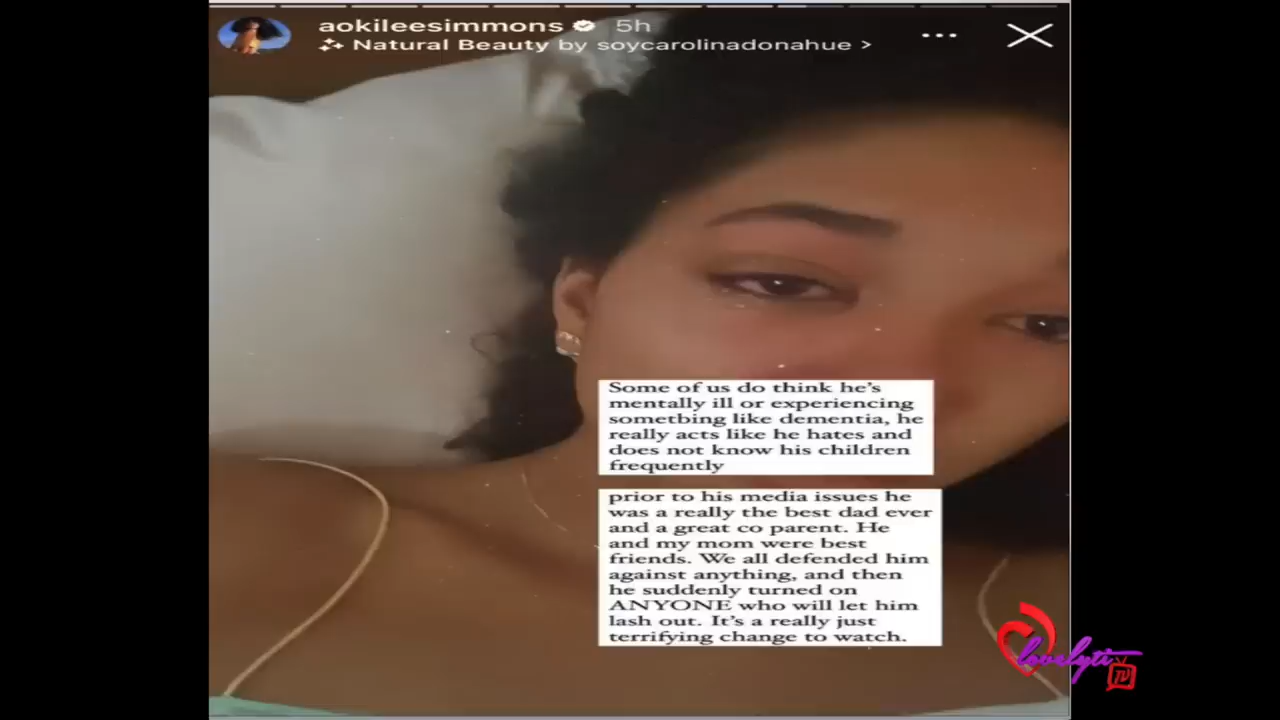 aokileesimmons 5h
Natural Beauty by soycarolinadonahue >
Some of us do think he's
mentally ill or experiencing
something like dementia, he
really acts like he hates and
does not know his children
frequently
prior to his media issues he
was a really the best dad ever
and a great co parent. He
and my mom were best
friends. We all defended him
against anything, and then
he suddenly turned on
ANYONE who will let him
lash out. It's a really just
terrifying change to watch.
lovelyti
TV